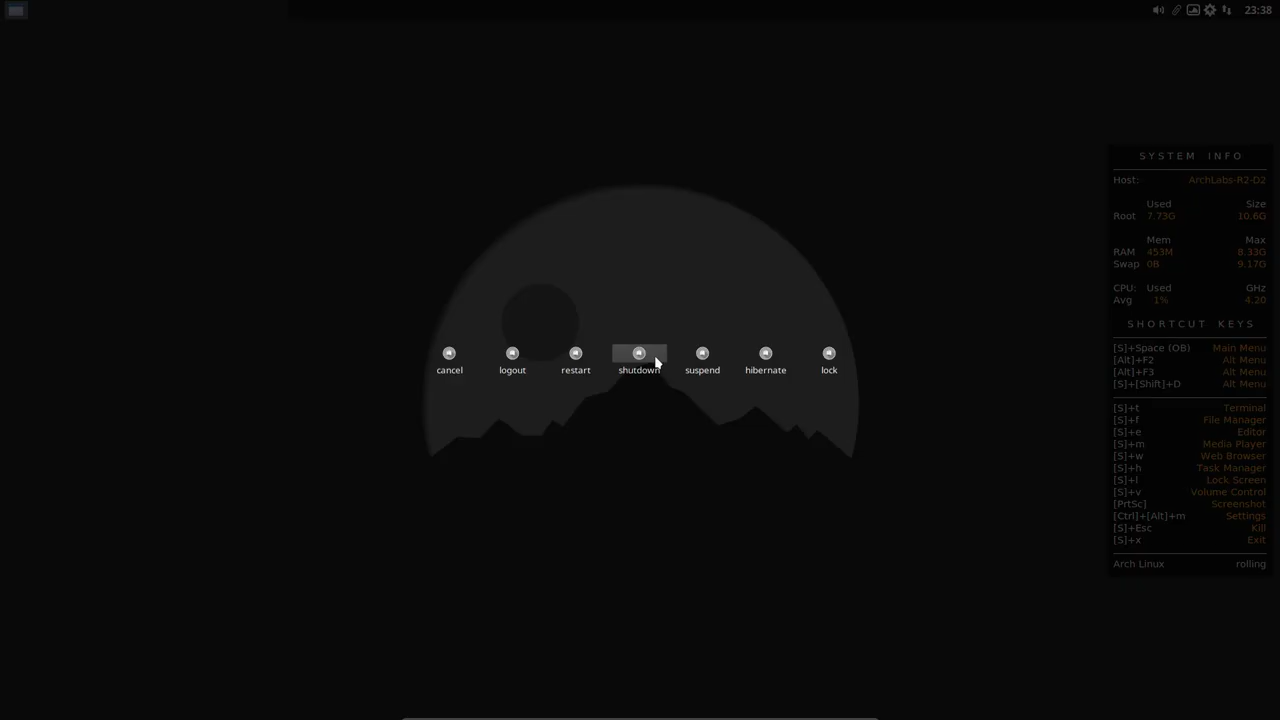 23:38
cancel logout restart shutdown suspend hibernate lock
SYSTEM INFO
Host: ArchLabs-R2-D2
Used Size
Root 7.73G 10.6G
Mem Max
RAM 453M 8.33G
Swap 0B 9.17G
CPU: Used GHz
Avg 1% 4.20
SHORTCUT KEYS
[S]+Space (OB) Main Menu
[Alt]+F2 Alt Menu
[Alt]+F3 Alt Menu
[S]+[Shift]+D Alt Menu
[S]+t Terminal
[S]+f File Manager
[S]+e Editor
[S]+m Media Player
[S]+w Web Browser
[S]+h Task Manager
[S]+l Lock Screen
[S]+v Volume Control
[PrtSc] Screenshot
[Ctrl]+[Alt]+m Settings
[S]+Esc Kill
[S]+x Exit
Arch Linux rolling